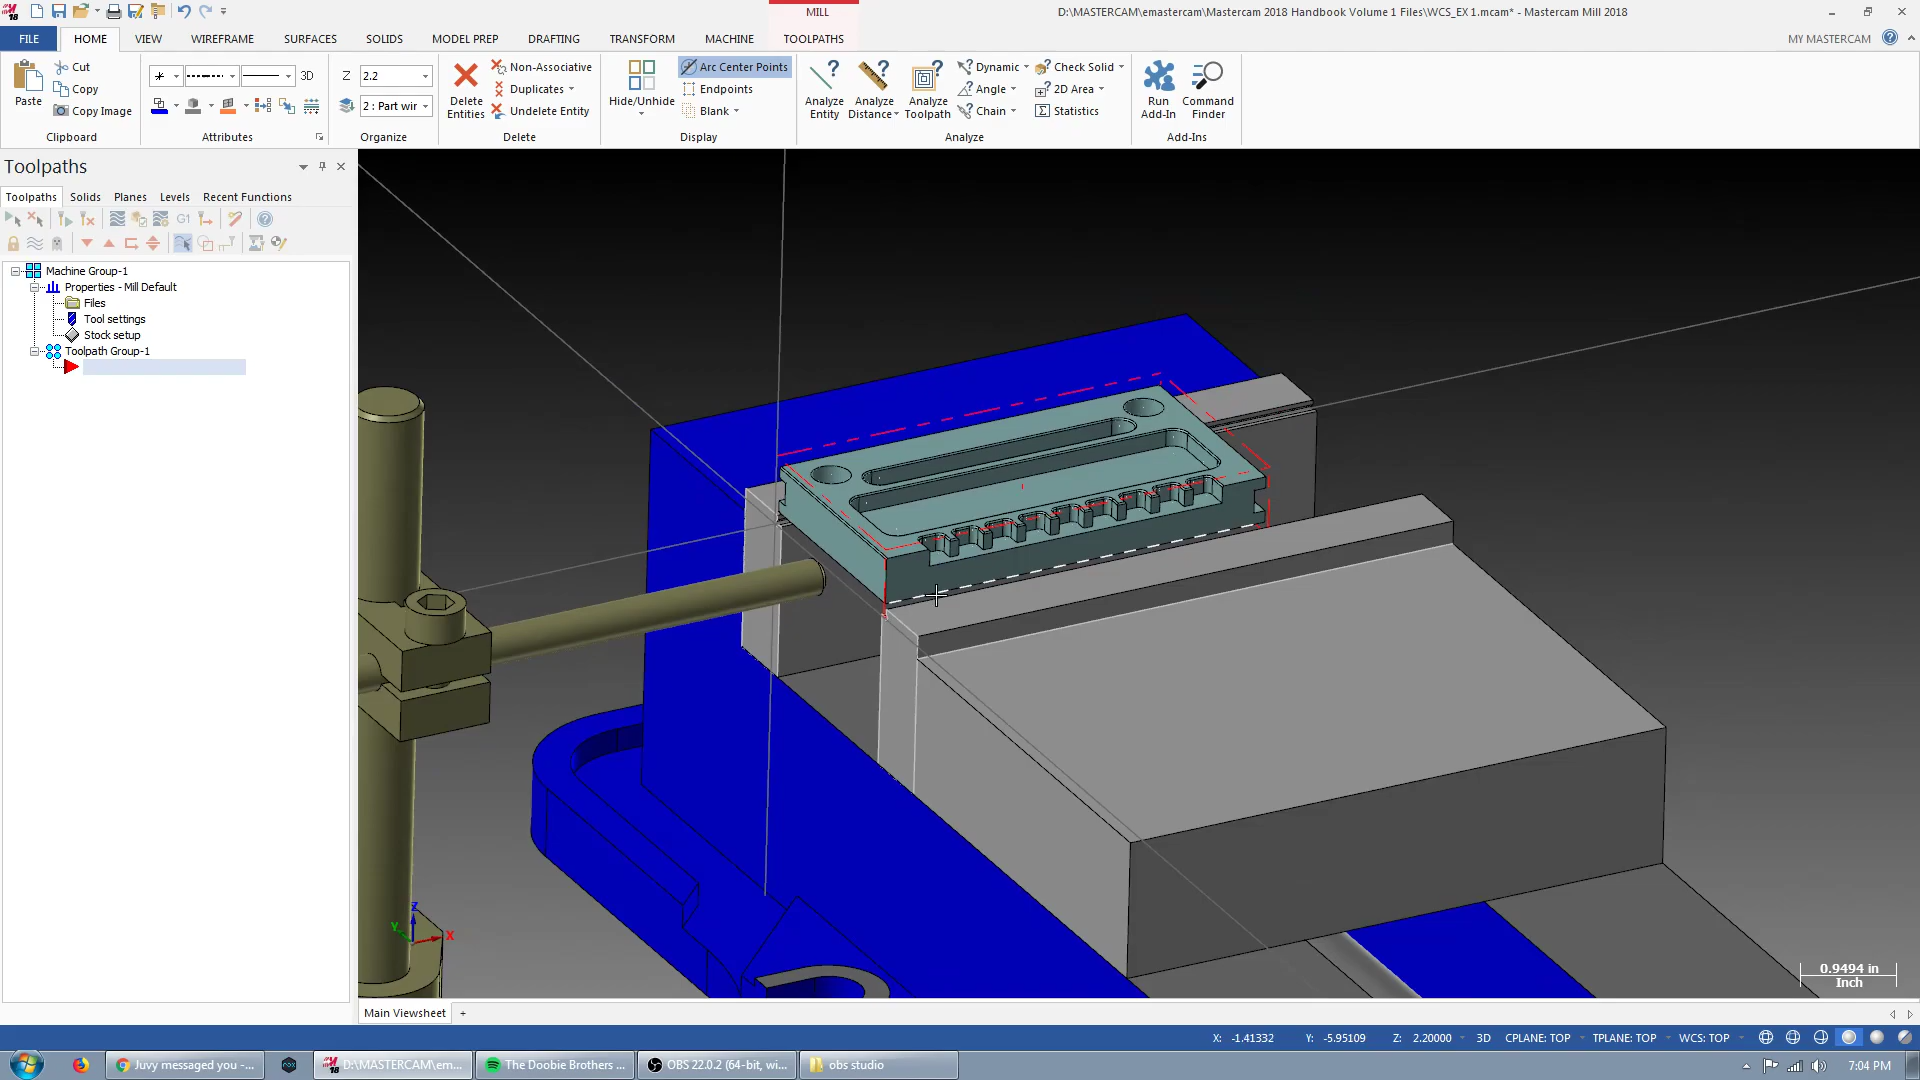 MILL
D:\MASTERCAM\emastercam\Mastercam 2018 Handbook Volume 1 Files\WCS_EX 1.mcam* - Mastercam Mill 2018
FILE HOME VIEW WIREFRAME SURFACES SOLIDS MODEL PREP DRAFTING TRANSFORM MACHINE TOOLPATHS MY MASTERCAM
Paste
Cut
Copy
Copy Image
Clipboard
3D
Attributes
Z 2.2
2 : Part wir
Organize
Delete Entities
Non-Associative
Duplicates
Undelete Entity
Delete
Hide/Unhide
Arc Center Points
Endpoints
Blank
Display
Analyze Entity
Analyze Distance
Analyze Toolpath
Dynamic
Angle
Chain
Check Solid
2D Area
Statistics
Analyze
Run Add-In
Command Finder
Add-Ins
Toolpaths
Toolpaths Solids Planes Levels Recent Functions
G1
Machine Group-1
Properties - Mill Default
Files
Tool settings
Stock setup
Toolpath Group-1
Z
Y
X
0.9494 in
Inch
Main Viewsheet +
X: -1.41332 Y: -5.95109 Z: 2.20000 3D CPLANE: TOP TPLANE: TOP WCS: TOP
Juvy messaged you -...
D:\MASTERCAM\em...
The Doobie Brothers ...
OBS 22.0.2 (64-bit, wi...
obs studio
7:04 PM